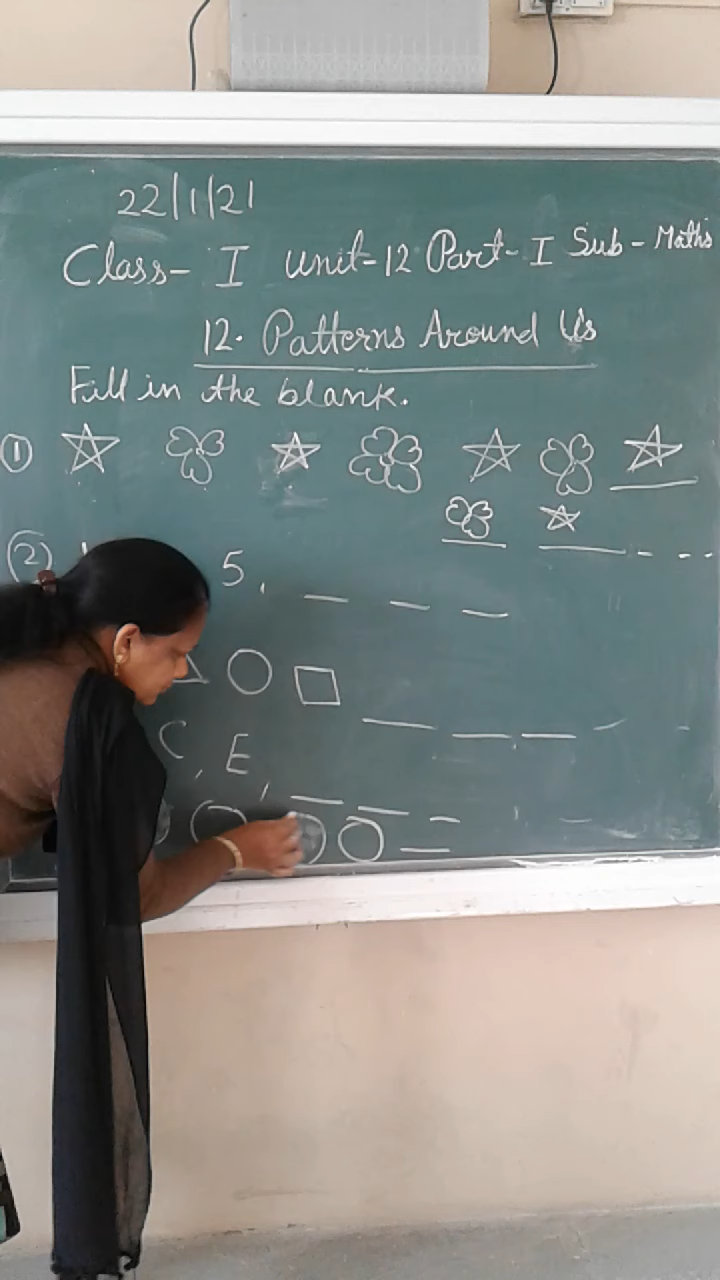 22/1/21
Class- I Unit-12 Part- I Sub - Maths
12. Patterns Around Us
Fill in the blank.
①
② 5, _ _ _
C, E, _ _ _